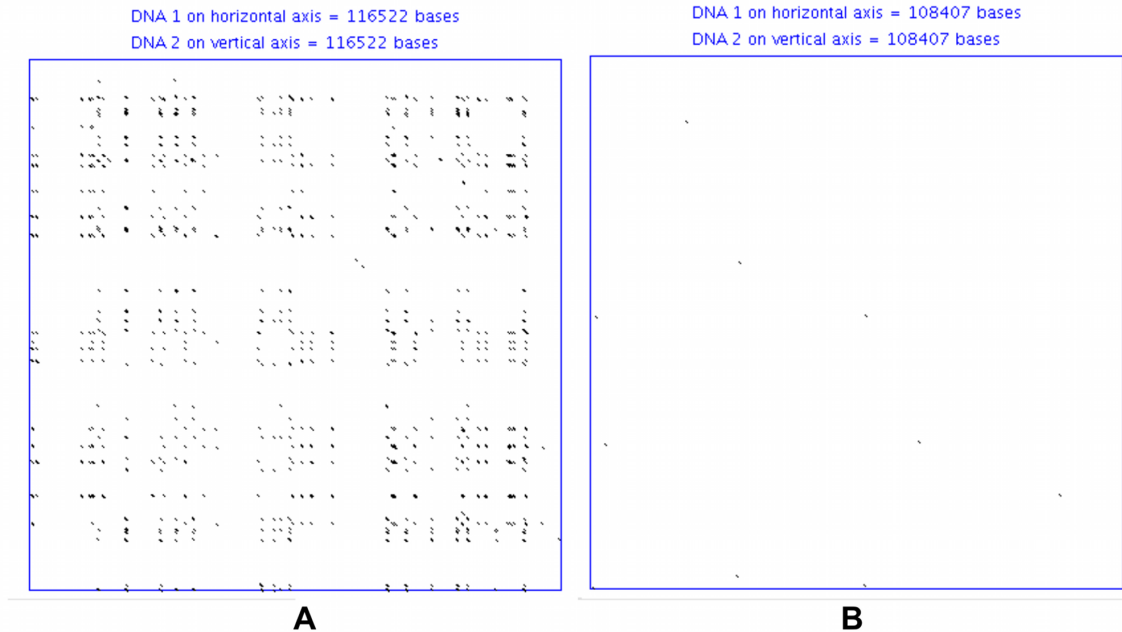 DNA 1 on horizontal axis = 116522 bases
DNA 2 on vertical axis = 116522 bases
DNA 1 on horizontal axis = 108407 bases
DNA 2 on vertical axis = 108407 bases
A
B